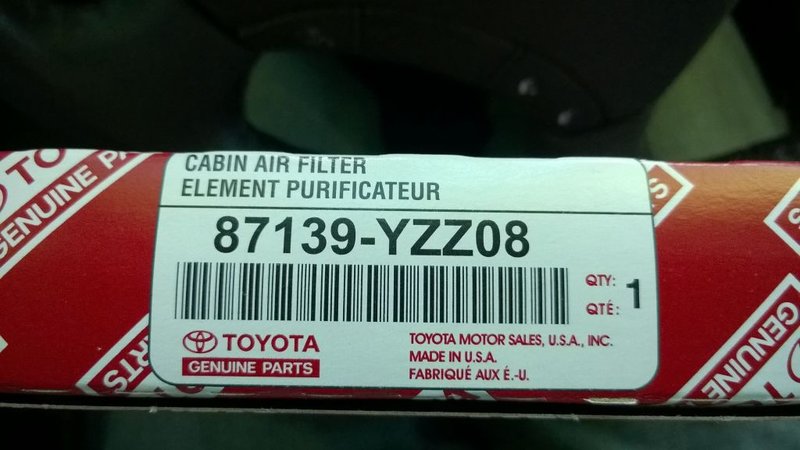 CABIN AIR FILTER
ELEMENT PURIFICATEUR
87139-YZZ08
QTY: 1
QTÉ:
TOYOTA
GENUINE PARTS
TOYOTA MOTOR SALES, U.S.A., INC.
MADE IN U.S.A.
FABRIQUÉ AUX É.-U.
GENUINE PA
GENUINE